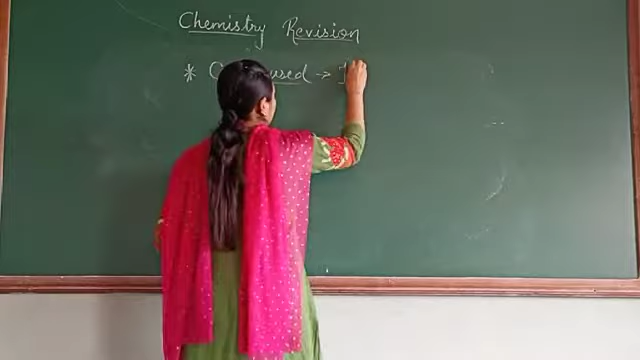 Chemistry Revision
* used →